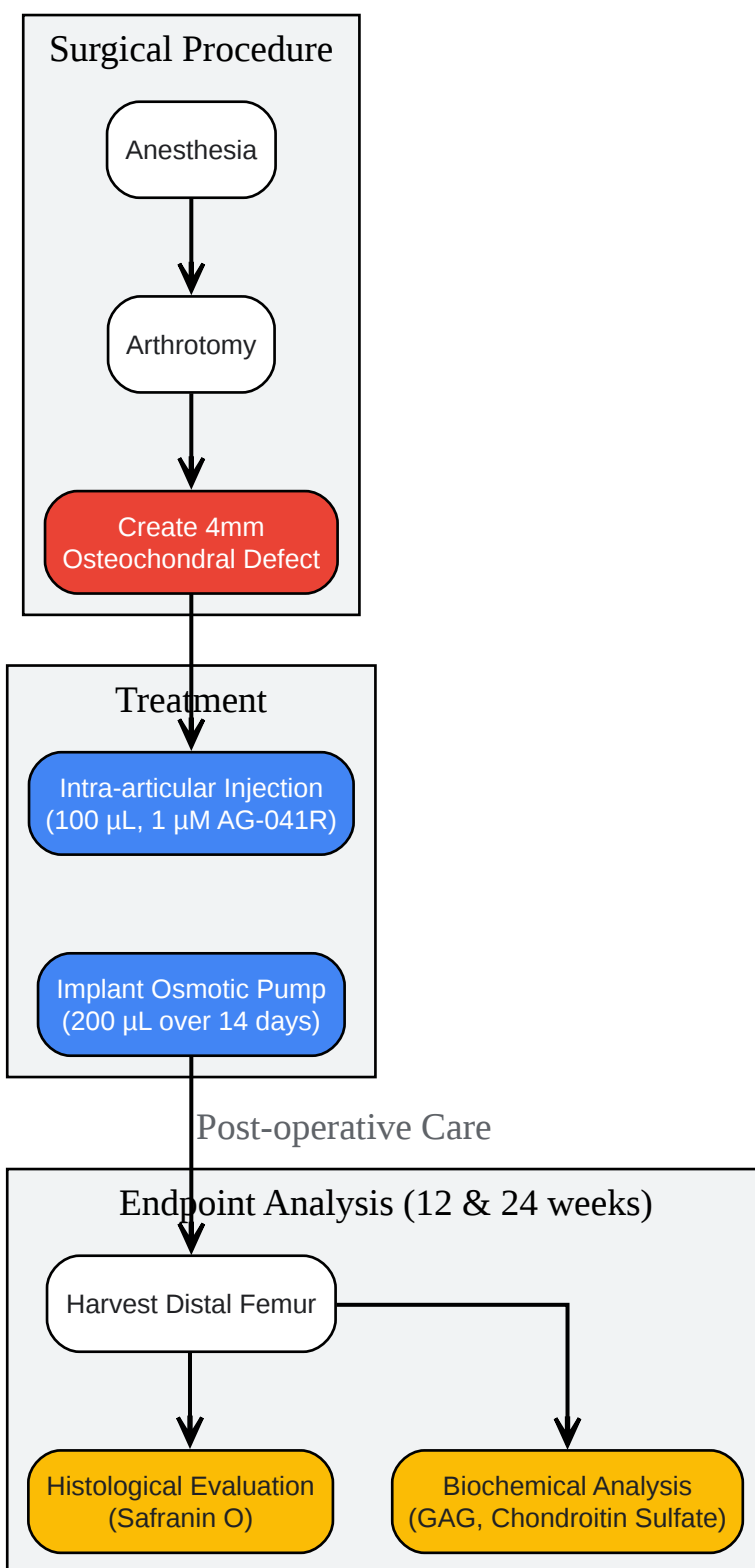 Surgical Procedure
Anesthesia
Arthrotomy
Create 4mm
Osteochondral Defect
Treatment
Intra-articular Injection
(100 µL, 1 µM AG-041R)
Implant Osmotic Pump
(200 µL over 14 days)
Post-operative Care
Endpoint Analysis (12 & 24 weeks)
Harvest Distal Femur
Histological Evaluation
(Safranin O)
Biochemical Analysis
(GAG, Chondroitin Sulfate)